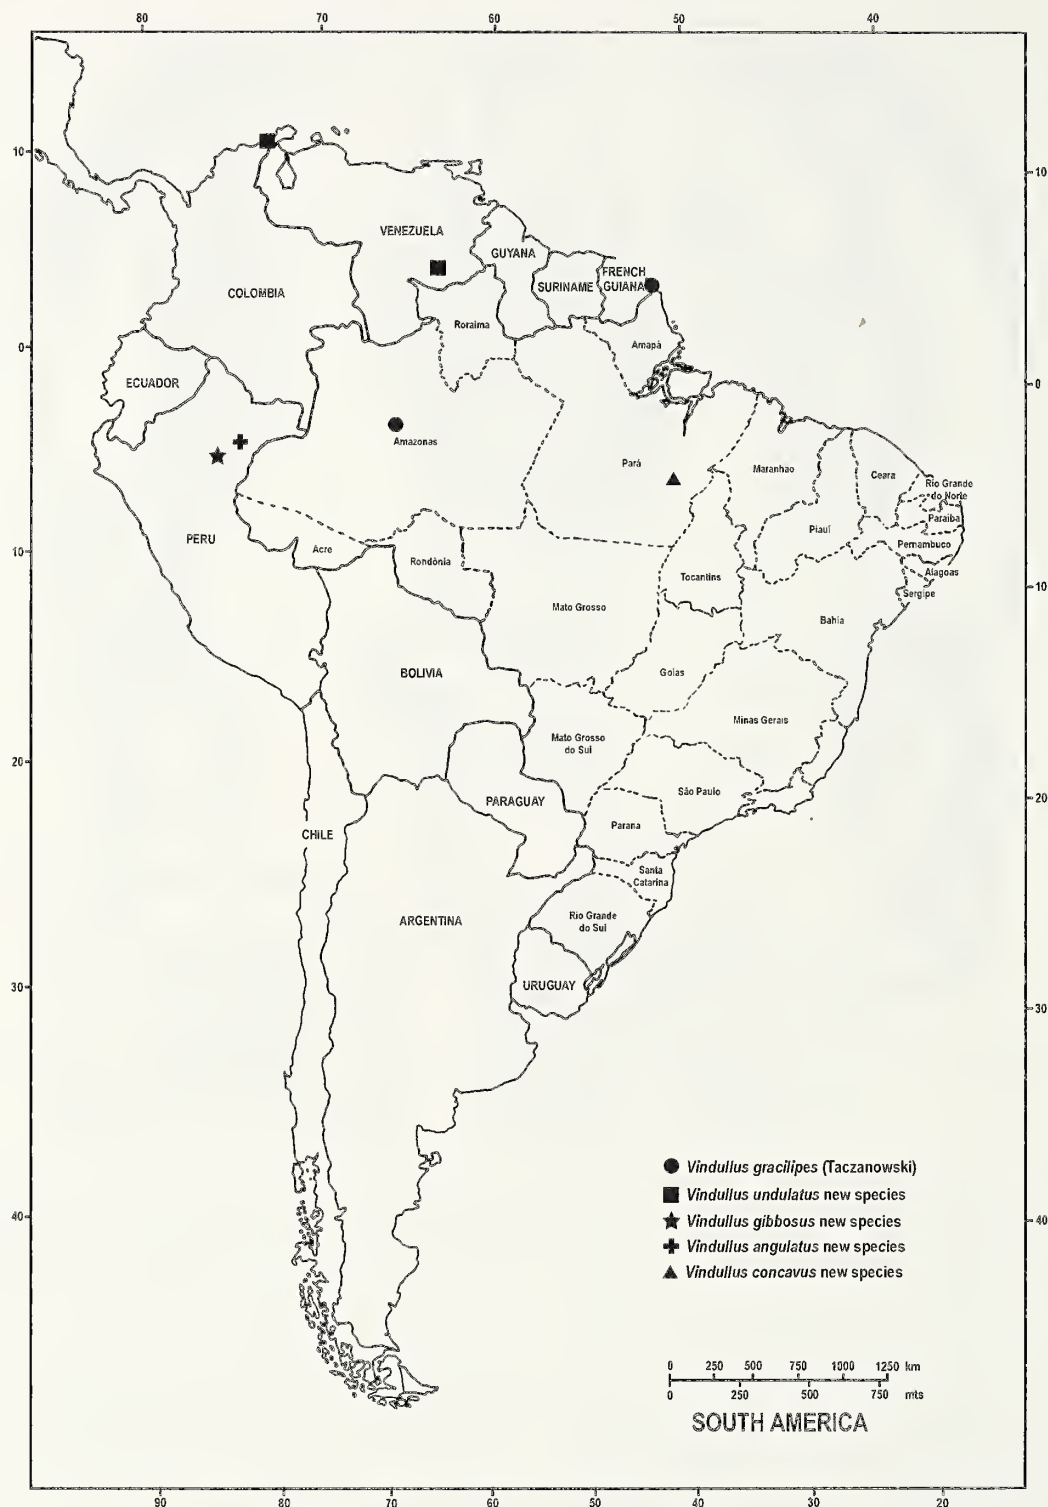 80 70 60 50 40
10
10
VENEZUELA
GUYANA
FRENCH
GUIANA
SURINAME
COLOMBIA
Roraima
Amapá
0
0
ECUADOR
Amazonas
Pará
Maranhao
Ceara
Rio Grande
do Norte
Paraiba
Piauí
PERU
Pernambuco
10
Acre
Rondônia
Alagoas
Tocantins
Sergipe
10
Mato Grosso
Bahia
BOLIVIA
Goias
Minas Gerais
Mato Grosso
do Sul
20
São Paulo
20
PARAGUAY
Parana
CHILE
Santa
Catarina
ARGENTINA
Rio Grande
do Sul
URUGUAY
30
30
Vindullus gracilipes (Taczanowski)
Vindullus undulatus new species
40
Vindullus gibbosus new species
40
Vindullus angulatus new species
Vindullus concavus new species
0 250 500 750 1000 1250 km
0 250 500 750 mts
SOUTH AMERICA
90 80 70 60 50 40 30 20